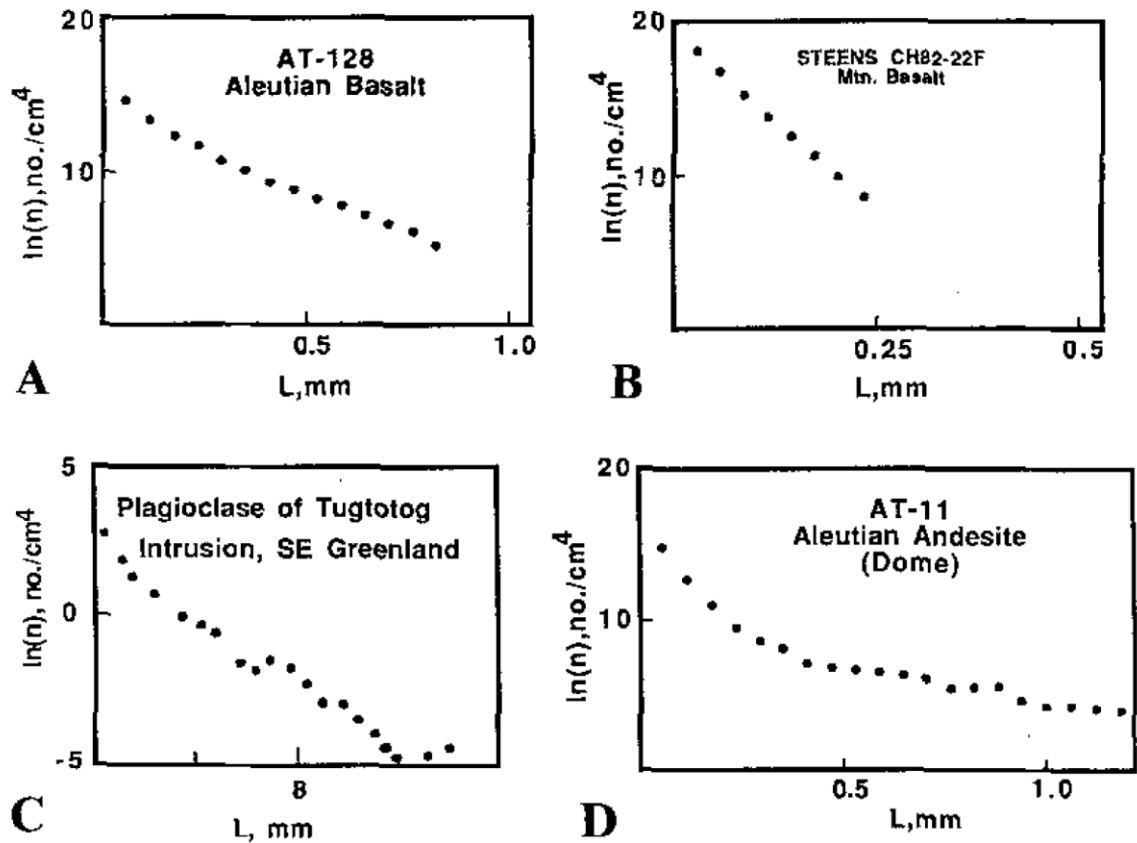 20
AT-128
Aleutian Basalt
ln(n),no./cm4
10
0.5
1.0
A
L,mm
20
STEENS CH82-22F
Mtn. Basalt
ln(n),no./cm4
10
0.25
0.5
B
L,mm
5
Plagioclase of Tugtotog
Intrusion, SE Greenland
ln(n), no./cm4
0
-5
8
C
L, mm
20
AT-11
Aleutian Andesite
(Dome)
ln(n),no./cm4
10
0.5
1.0
D
L,mm